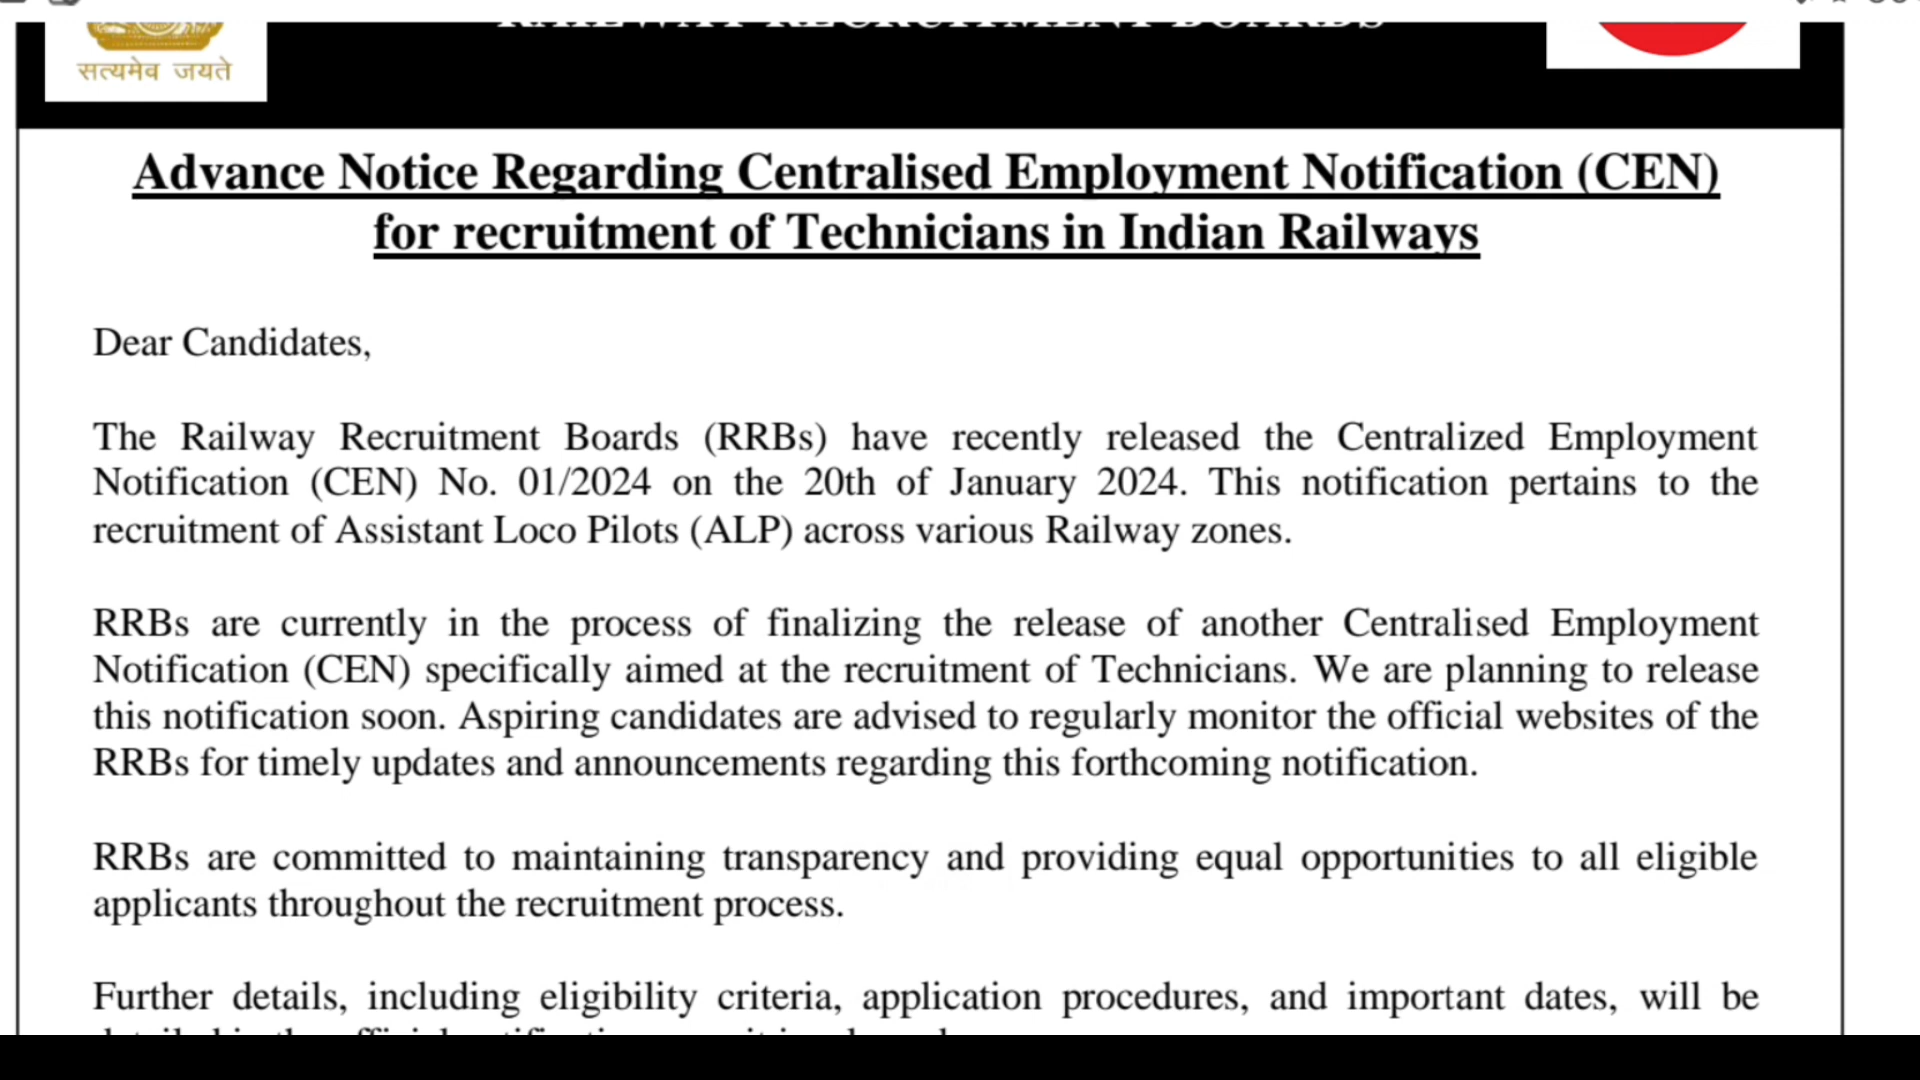 RAILWAY RECRUITMENT BOARDS
सत्यमेव जयते
Advance Notice Regarding Centralised Employment Notification (CEN)
for recruitment of Technicians in Indian Railways
Dear Candidates,
The Railway Recruitment Boards (RRBs) have recently released the Centralized Employment
Notification (CEN) No. 01/2024 on the 20th of January 2024. This notification pertains to the
recruitment of Assistant Loco Pilots (ALP) across various Railway zones.
RRBs are currently in the process of finalizing the release of another Centralised Employment
Notification (CEN) specifically aimed at the recruitment of Technicians. We are planning to release
this notification soon. Aspiring candidates are advised to regularly monitor the official websites of the
RRBs for timely updates and announcements regarding this forthcoming notification.
RRBs are committed to maintaining transparency and providing equal opportunities to all eligible
applicants throughout the recruitment process.
Further details, including eligibility criteria, application procedures, and important dates, will be